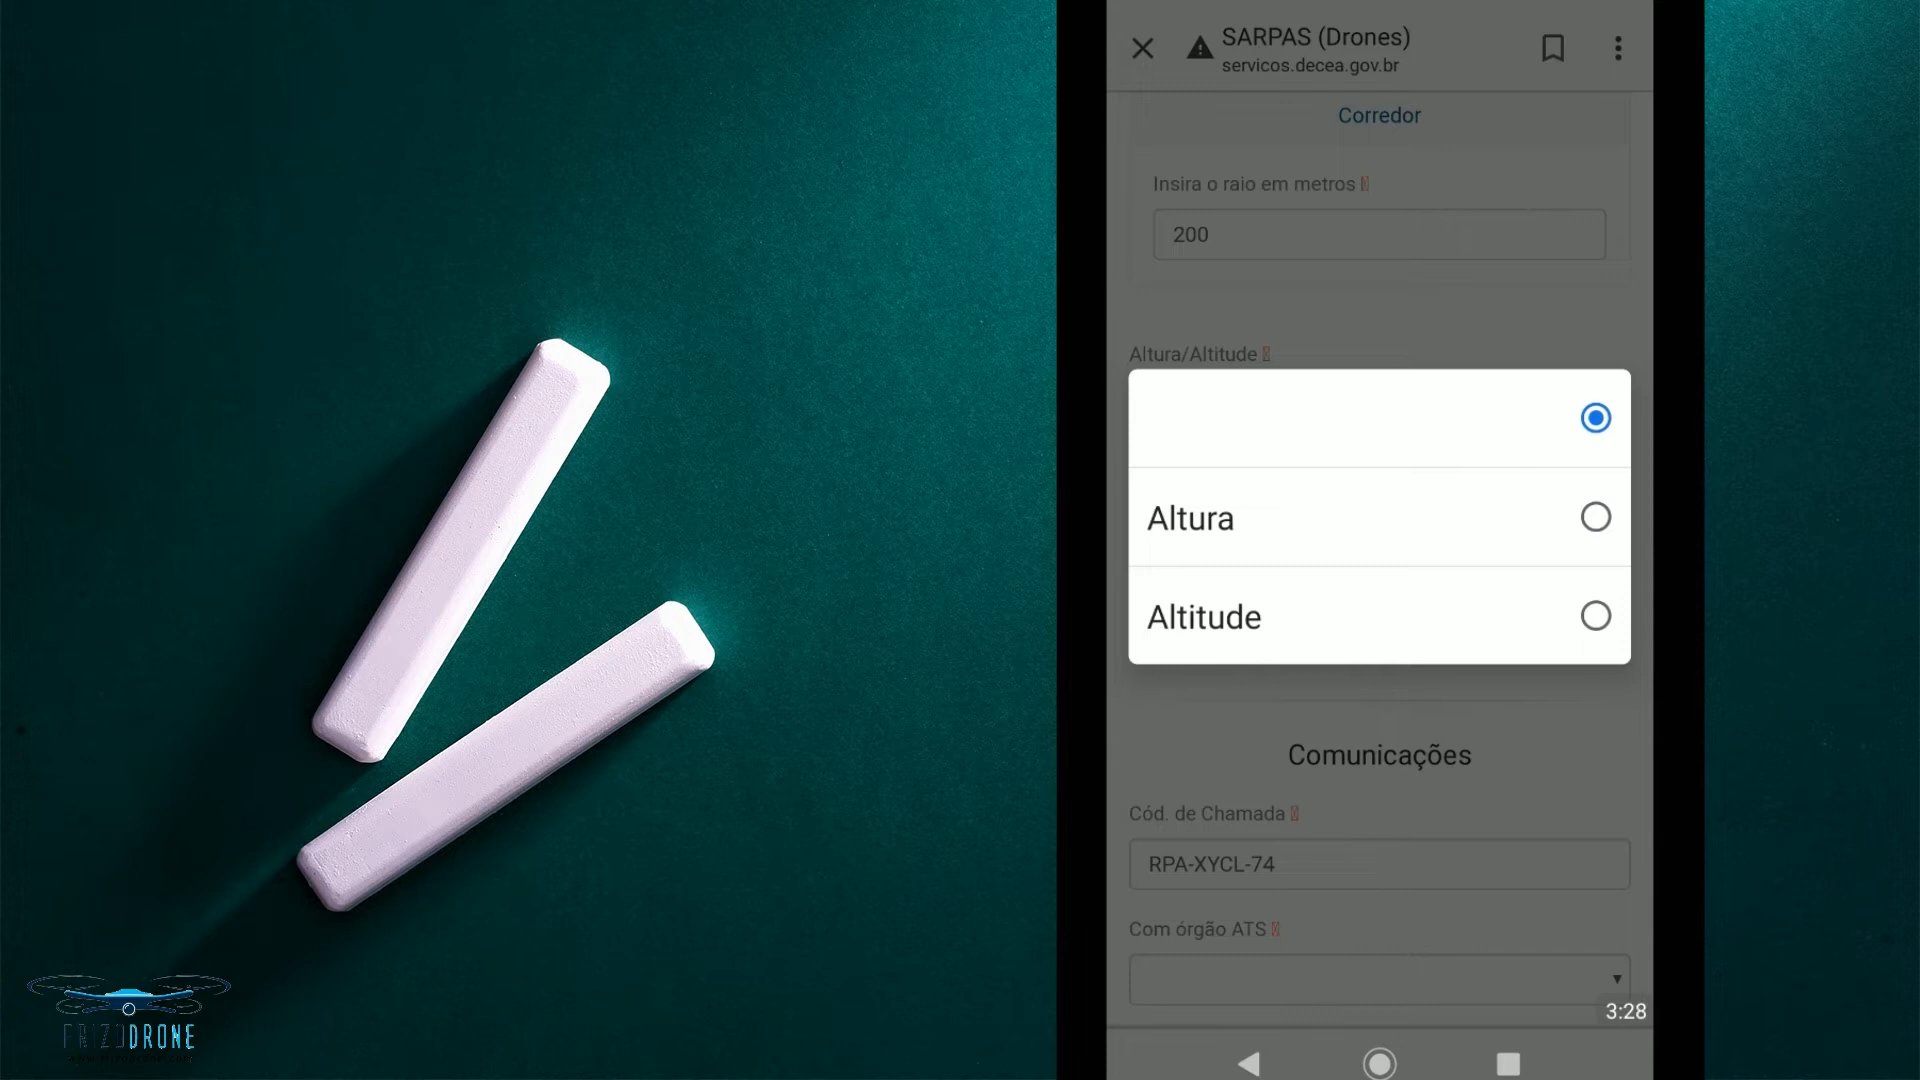 SARPAS (Drones)
servicos.decea.gov.br
Corredor
Insira o raio em metros
200
Altura/Altitude
Altura
Altitude
Comunicações
Cód. de Chamada
RPA-XYCL-74
Com órgão ATS
3:28
FRIZODRONE